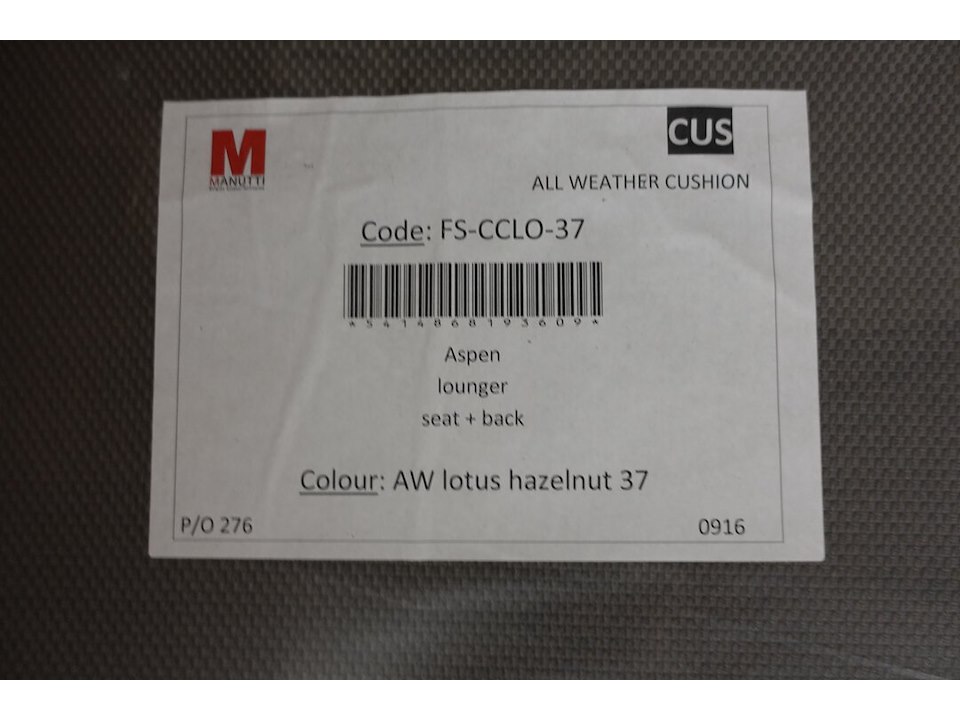 M
MANUTTI
CUS
ALL WEATHER CUSHION
Code: FS-CCLO-37
*5414868193609*
Aspen
lounger
seat + back
Colour: AW lotus hazelnut 37
P/O 276
0916